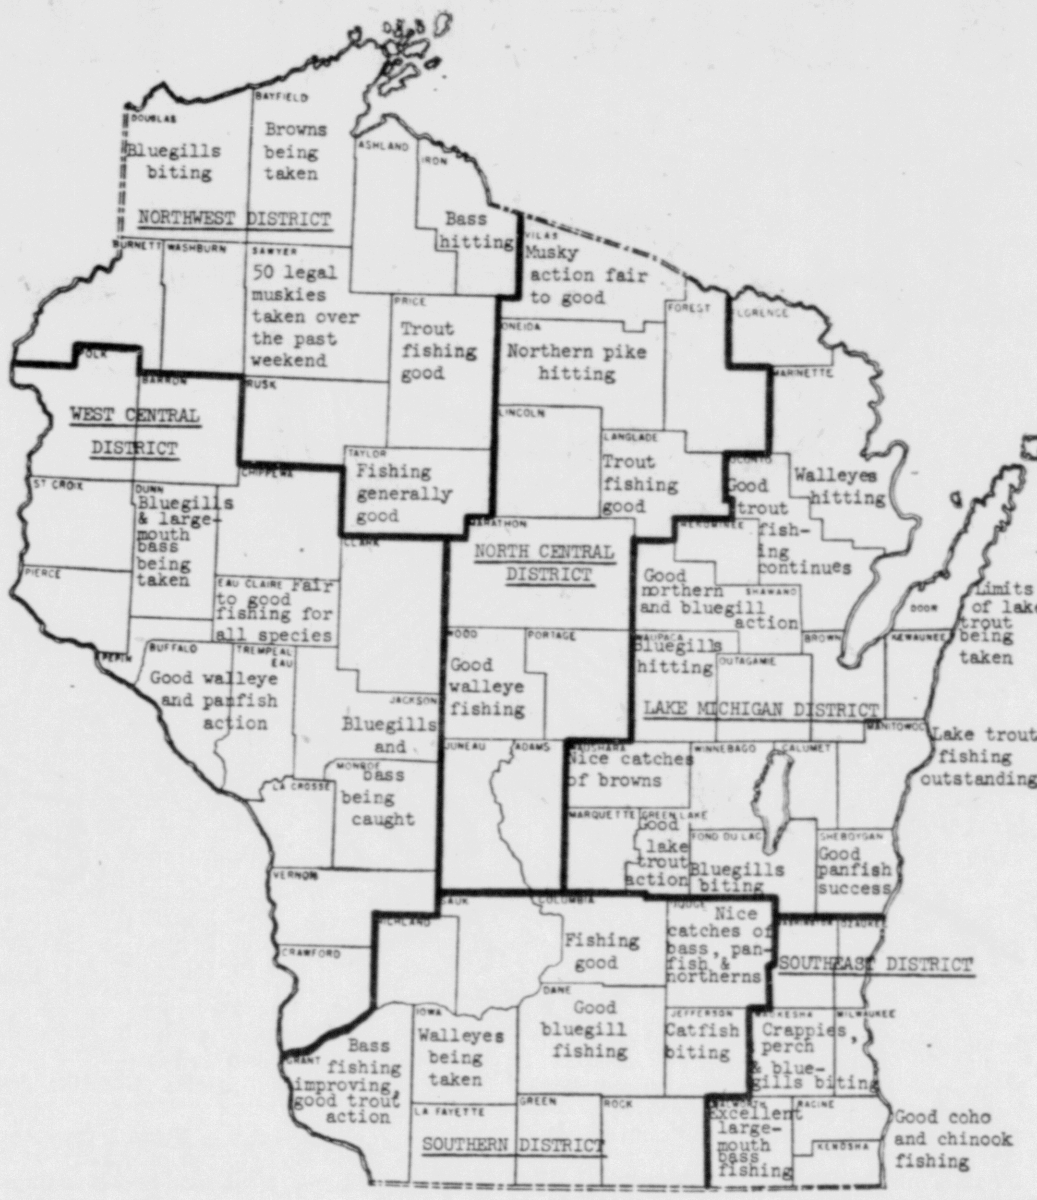 BAYFIELD
DOUGLAS
Browns
being
taken
Bluegills
biting
ASHLAND
IRON
NORTHWEST DISTRICT
Bass
hitting
VILAS
Musky
action fair
to good
BURNETT
WASHBURN
SAWYER
50 legal
muskies
taken over
the past
weekend
PRICE
Trout
fishing
good
ONEIDA
FOREST
FLORENCE
Northern pike
hitting
POLK
BARRON
RUSK
MARINETTE
WEST CENTRAL
DISTRICT
LINCOLN
LANGLADE
Trout
fishing
good
TAYLOR
Fishing
generally
good
OCONTO
Good
trout
fish-
ing
continues
Walleyes
hitting
ST CROIX
DUNN
Bluegills
& large-
mouth
bass
being
taken
CHIPPEWA
CLARK
MARATHON
NORTH CENTRAL
DISTRICT
MENOMINEE
Good
northern
and bluegill
action
SHAWANO
PIERCE
EAU CLAIRE
Fair
to good
fishing for
all species
DOOR
Limits
of lake
trout
being
taken
PEPIN
BUFFALO
TREMPEAL
EAU
Good walleye
and panfish
action
WOOD
PORTAGE
Good
walleye
fishing
WAUPACA
Bluegills
hitting
OUTAGAMIE
BROWN
KEWAUNEE
JACKSON
Bluegills
and
bass
being
caught
MONROE
LAKE MICHIGAN DISTRICT
MANITOWOC
Lake trout
fishing
outstanding
JUNEAU
ADAMS
WAUSHARA
Nice catches
of browns
WINNEBAGO
CALUMET
LA CROSSE
MARQUETTE
GREEN LAKE
Good
lake
trout
action
FOND DU LAC
Bluegills
biting
SHEBOYGAN
Good
panfish
success
VERNON
SAUK
COLUMBIA
Fishing
good
DODGE
Nice
catches of
bass, pan-
fish &
northerns
RICHLAND
WASHINGTON
OZAUKEE
SOUTHEAST DISTRICT
CRAWFORD
DANE
Good
bluegill
fishing
IOWA
Walleyes
being
taken
JEFFERSON
Catfish
biting
WAUKESHA
MILWAUKEE
Crappies,
perch
& blue-
gills biting
GRANT
Bass
fishing
improving,
good trout
action
LA FAYETTE
GREEN
ROCK
SOUTHERN DISTRICT
WALWORTH
Excellent
large-
mouth
bass
fishing
RACINE
KENOSHA
Good coho
and chinook
fishing